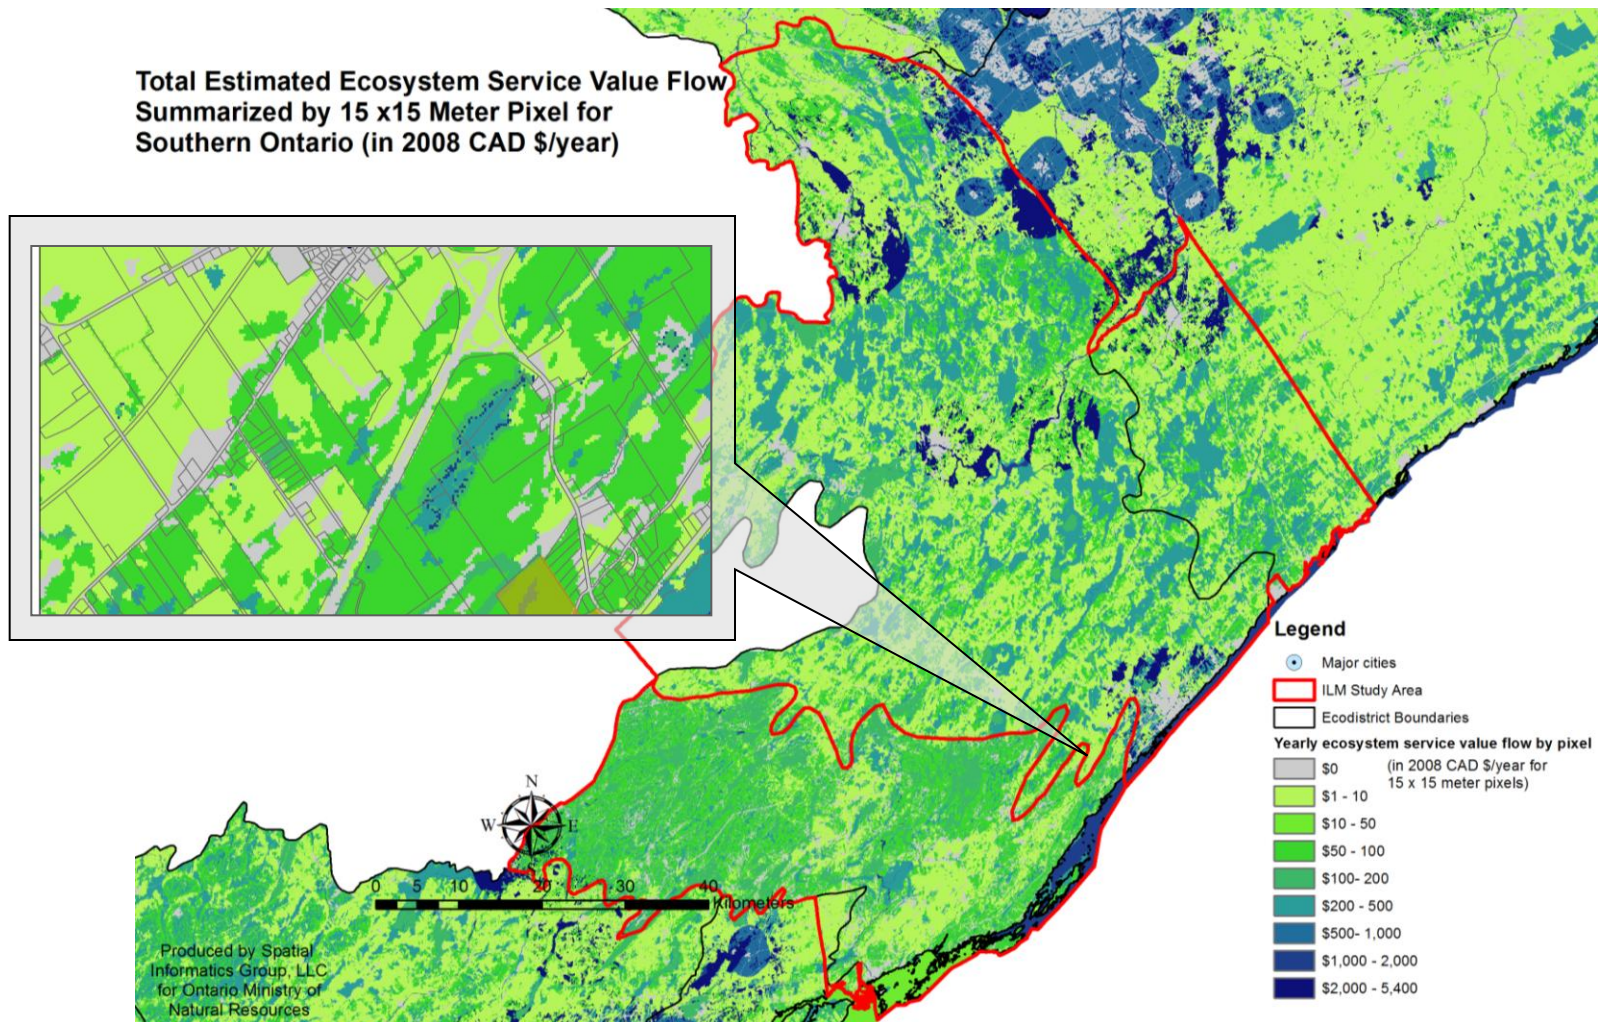 Total Estimated Ecosystem Service Value Flow
Summarized by 15 x15 Meter Pixel for
Southern Ontario (in 2008 CAD $/year)
N
W
E
S
0 5 10 20 30 40
Kilometers
Produced by Spatial
Informatics Group, LLC
for Ontario Ministry of
Natural Resources
Legend
Major cities
ILM Study Area
Ecodistrict Boundaries
Yearly ecosystem service value flow by pixel
(in 2008 CAD $/year for
15 x 15 meter pixels)
$0
$1 - 10
$10 - 50
$50 - 100
$100- 200
$200 - 500
$500- 1,000
$1,000 - 2,000
$2,000 - 5,400